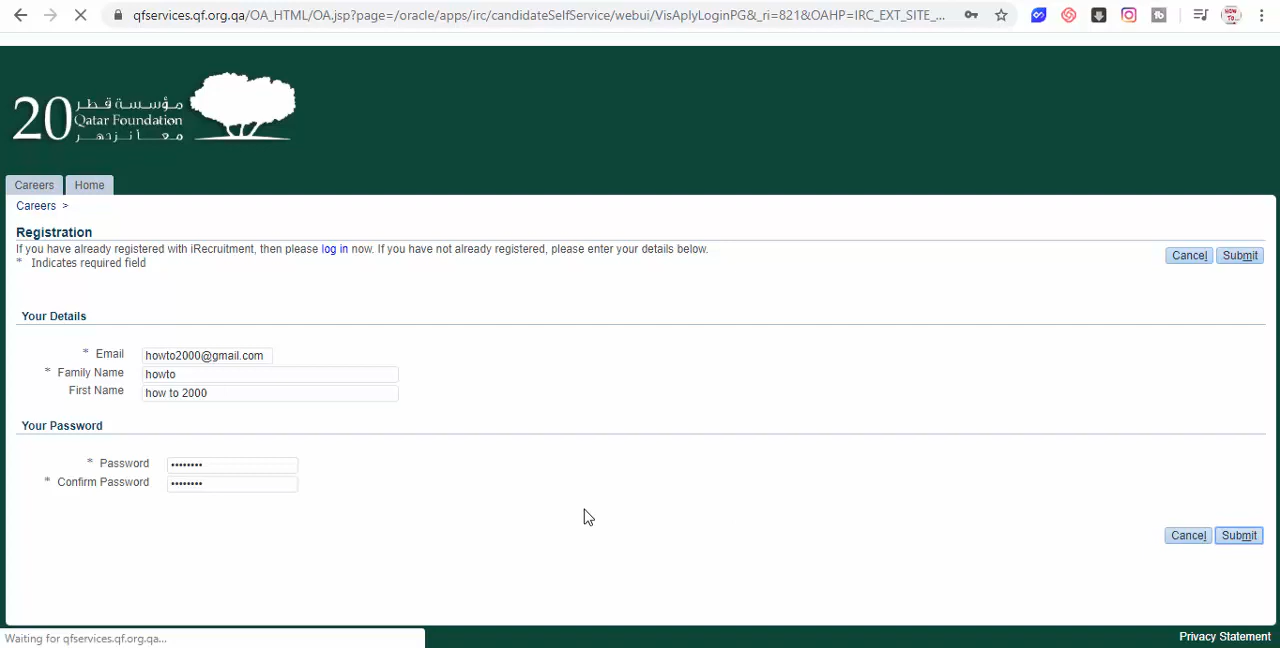 qfservices.qf.org.qa/OA_HTML/OA.jsp?page=/oracle/apps/irc/candidateSelfService/webui/VisAplyLoginPG&_ri=821&OAHP=IRC_EXT_SITE_...
20
مؤسسة قطر
Qatar Foundation
معاً نزدهر
Careers Home
Careers >
Registration
If you have already registered with iRecruitment, then please log in now. If you have not already registered, please enter your details below.
* Indicates required field
Cancel Submit
Your Details
* Email howto2000@gmail.com
* Family Name howto
First Name how to 2000
Your Password
* Password ••••••••
* Confirm Password ••••••••
Cancel Submit
Waiting for qfservices.qf.org.qa...
Privacy Statement